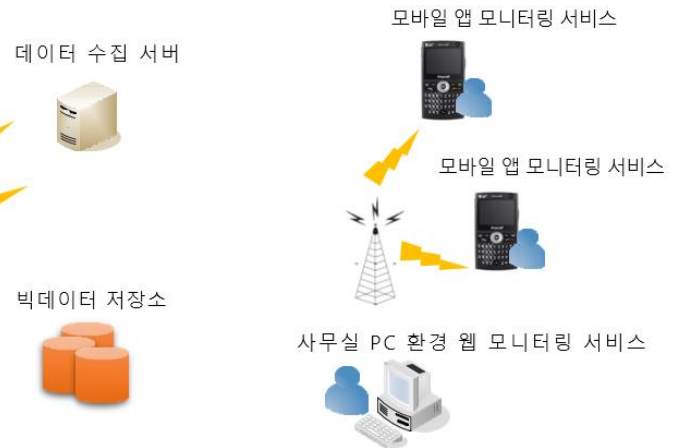 모바일 앱 모니터링 서비스
데이터 수집 서버
모바일 앱 모니터링 서비스
빅데이터 저장소
사무실 PC 환경 웹 모니터링 서비스